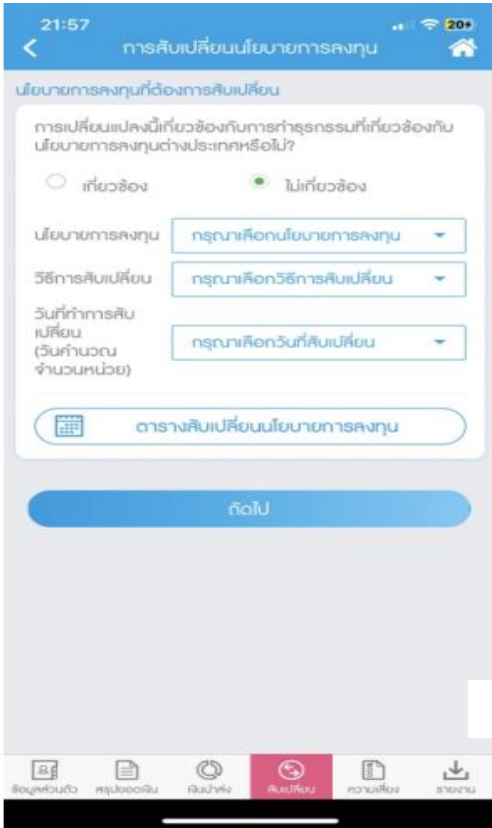 21:57
20+
การสับเปลี่ยนนโยบายการลงทุน
นโยบายการลงทุนที่ต้องการสับเปลี่ยน
การเปลี่ยนแปลงนี้เกี่ยวข้องกับการทำธุรกรรมที่เกี่ยวข้องกับ
นโยบายการลงทุนต่างประเทศหรือไม่?
เกี่ยวข้อง
ไม่เกี่ยวข้อง
นโยบายการลงทุน
กรุณาเลือกนโยบายการลงทุน
วิธีการสับเปลี่ยน
กรุณาเลือกวิธีการสับเปลี่ยน
วันที่ทำการสับ
เปลี่ยน
(วันคำนวณ
จำนวนหน่วย)
กรุณาเลือกวันที่สับเปลี่ยน
ตารางสับเปลี่ยนนโยบายการลงทุน
ถัดไป
ข้อมูลส่วนตัว
สรุปยอดเงิน
เงินนำส่ง
สับเปลี่ยน
ความเสี่ยง
รายงาน